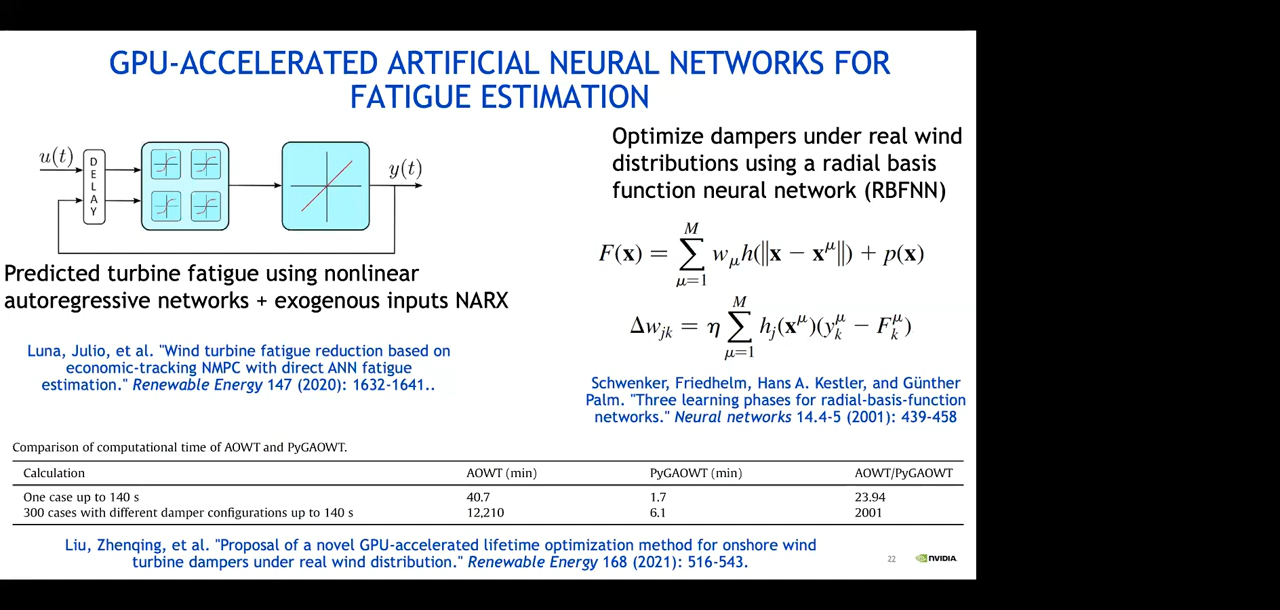 GPU-ACCELERATED ARTIFICIAL NEURAL NETWORKS FOR
FATIGUE ESTIMATION
u(t)
DELAY
y(t)
Predicted turbine fatigue using nonlinear
autoregressive networks + exogenous inputs NARX
Luna, Julio, et al. "Wind turbine fatigue reduction based on
economic-tracking NMPC with direct ANN fatigue
estimation." Renewable Energy 147 (2020): 1632-1641..
Optimize dampers under real wind
distributions using a radial basis
function neural network (RBFNN)
F(x) = ∑_{μ=1}^{M} w_μ h(‖x − x^μ‖) + p(x)
Δw_{jk} = η ∑_{μ=1}^{M} h_j(x^μ)(y_k^μ − F_k^μ)
Schwenker, Friedhelm, Hans A. Kestler, and Günther
Palm. "Three learning phases for radial-basis-function
networks." Neural networks 14.4-5 (2001): 439-458
Comparison of computational time of AOWT and PyGAOWT.
Calculation AOWT (min) PyGAOWT (min) AOWT/PyGAOWT
One case up to 140 s 40.7 1.7 23.94
300 cases with different damper configurations up to 140 s 12,210 6.1 2001
Liu, Zhenqing, et al. "Proposal of a novel GPU-accelerated lifetime optimization method for onshore wind
turbine dampers under real wind distribution." Renewable Energy 168 (2021): 516-543.
22 NVIDIA